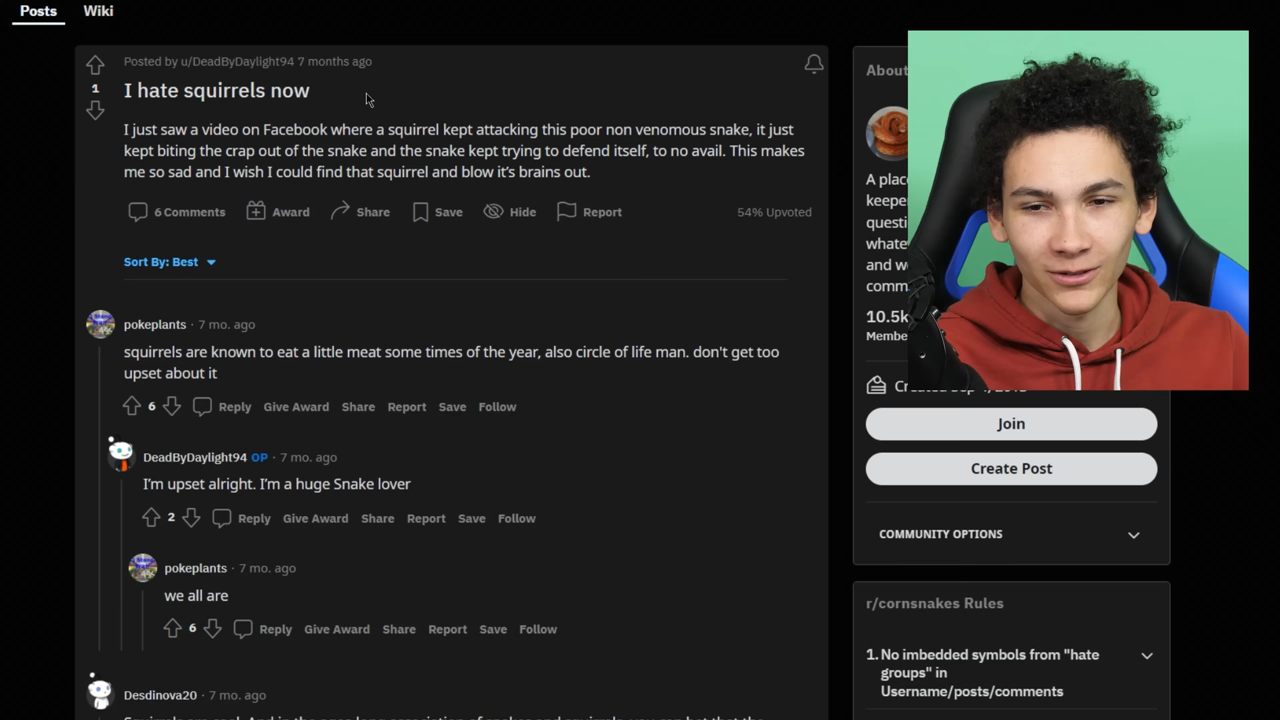 Posts
Wiki
Posted by u/DeadByDaylight94 7 months ago
1
I hate squirrels now
I just saw a video on Facebook where a squirrel kept attacking this poor non venomous snake, it just
kept biting the crap out of the snake and the snake kept trying to defend itself, to no avail. This makes
me so sad and I wish I could find that squirrel and blow it's brains out.
6 Comments Award Share Save Hide Report 54% Upvoted
Sort By: Best
pokeplants · 7 mo. ago
squirrels are known to eat a little meat some times of the year, also circle of life man. don't get too
upset about it
6 Reply Give Award Share Report Save Follow
DeadByDaylight94 OP · 7 mo. ago
I'm upset alright. I'm a huge Snake lover
2 Reply Give Award Share Report Save Follow
pokeplants · 7 mo. ago
we all are
6 Reply Give Award Share Report Save Follow
Desdinova20 · 7 mo. ago
About
A place
keepe
questi
whate
and w
comm
10.5k
Membe
Join
Create Post
COMMUNITY OPTIONS
r/cornsnakes Rules
1. No imbedded symbols from "hate
groups" in
Username/posts/comments